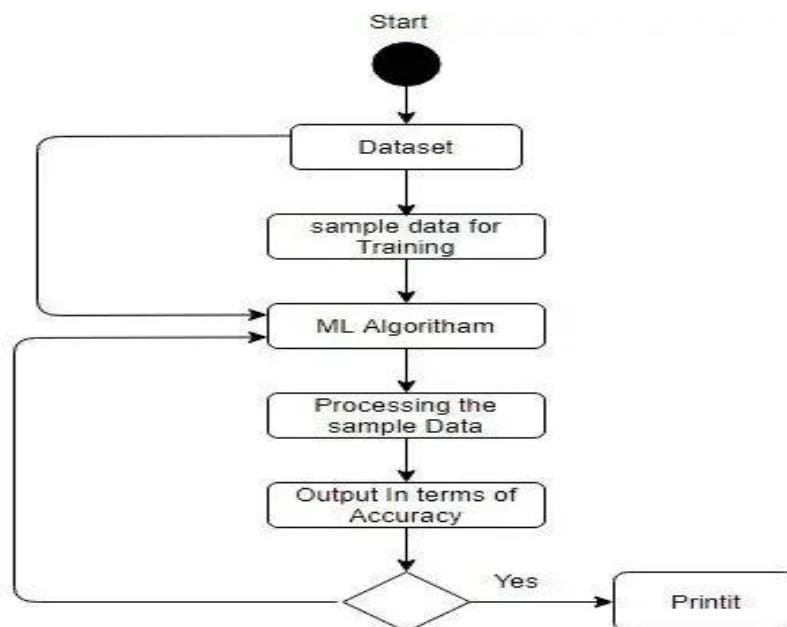 Start
Dataset
sample data for
Training
ML Algoritham
Processing the
sample Data
Output In terms of
Accuracy
Yes
Printit